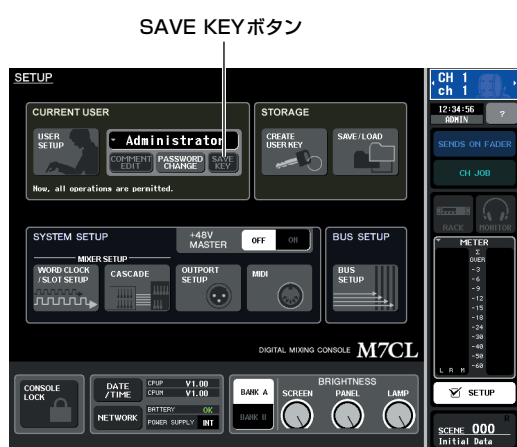 SAVE KEYボタン
SETUP
CH 1
ch 1
12:34:56
ADMIN
?
SENDS ON FADER
CH JOB
RACK
MONITOR
METER
Σ
OVER
-3
-6
-9
-12
-15
-18
-24
-30
-40
-50
-60
L R M
SETUP
SCENE 000
R
Initial Data
CURRENT USER
USER
SETUP
Administrator
COMMENT
EDIT
PASSWORD
CHANGE
SAVE
KEY
Now, all operations are permitted.
STORAGE
CREATE
USER KEY
SAVE/LOAD
SYSTEM SETUP
+48V
MASTER
OFF
ON
MIXER SETUP
WORD CLOCK
/SLOT SETUP
CASCADE
OUTPORT
SETUP
MIDI
BUS SETUP
BUS
SETUP
DIGITAL MIXING CONSOLE M7CL
CONSOLE
LOCK
DATE
/TIME
NETWORK
CPUP V1.00
CPUM V1.00
BATTERY OK
POWER SUPPLY INT
BANK A
BANK B
BRIGHTNESS
SCREEN
PANEL
LAMP